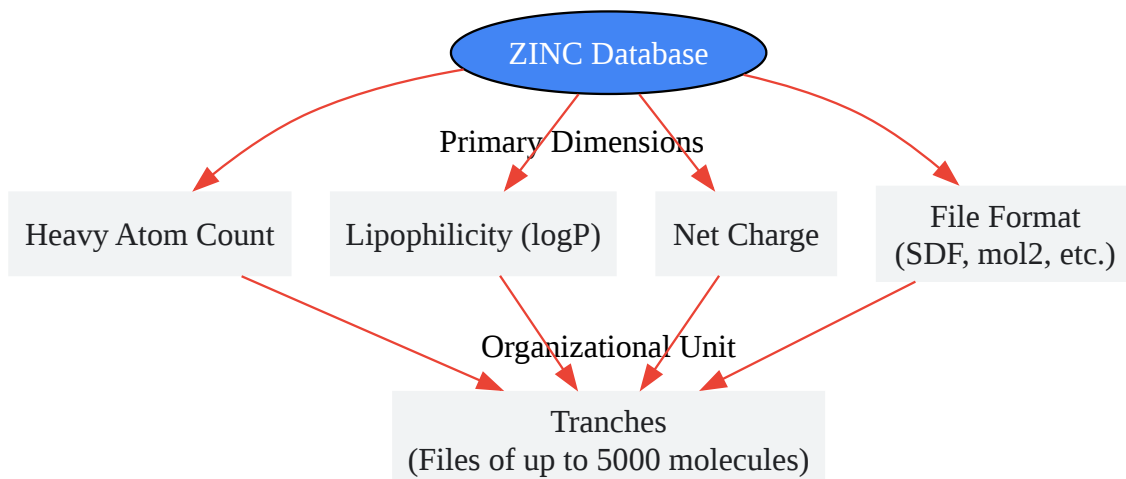 ZINC Database
Primary Dimensions
Heavy Atom Count
Lipophilicity (logP)
Net Charge
File Format
(SDF, mol2, etc.)
Organizational Unit
Tranches
(Files of up to 5000 molecules)